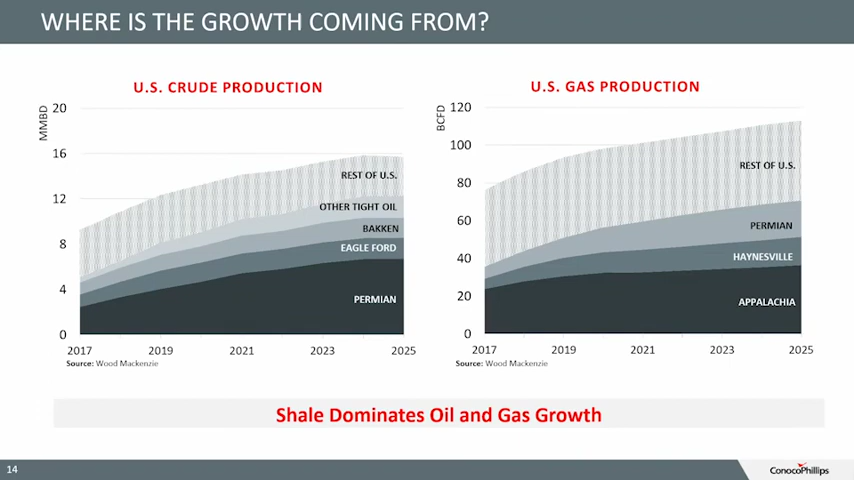 WHERE IS THE GROWTH COMING FROM?
U.S. CRUDE PRODUCTION
MMBD
20
16
12
8
4
0
REST OF U.S.
OTHER TIGHT OIL
BAKKEN
EAGLE FORD
PERMIAN
2017 2019 2021 2023 2025
Source: Wood Mackenzie
U.S. GAS PRODUCTION
BCFD
120
100
80
60
40
20
0
REST OF U.S.
PERMIAN
HAYNESVILLE
APPALACHIA
2017 2019 2021 2023 2025
Source: Wood Mackenzie
Shale Dominates Oil and Gas Growth
14
ConocoPhillips